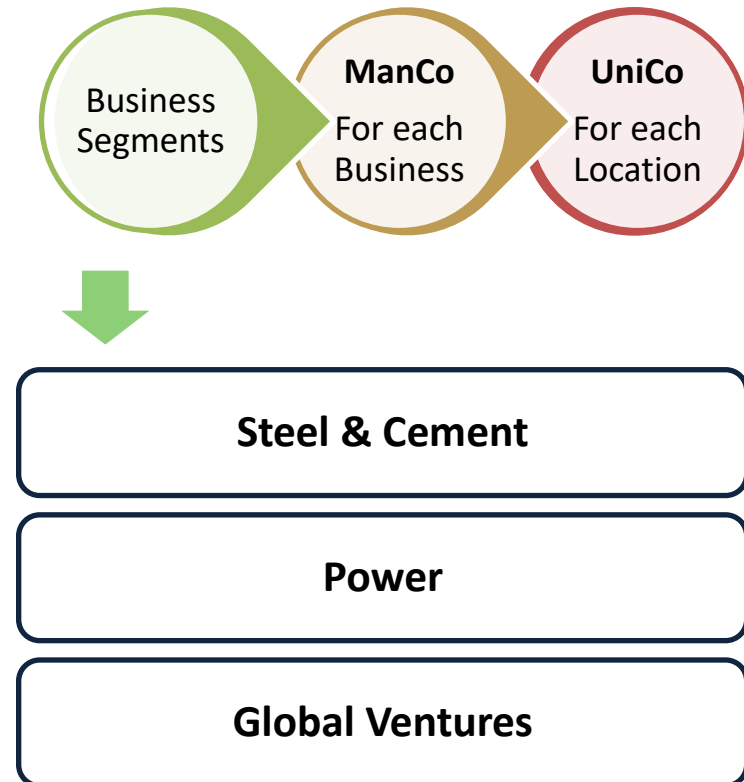 Business
Segments
ManCo
For each
Business
UniCo
For each
Location
Steel & Cement
Power
Global Ventures